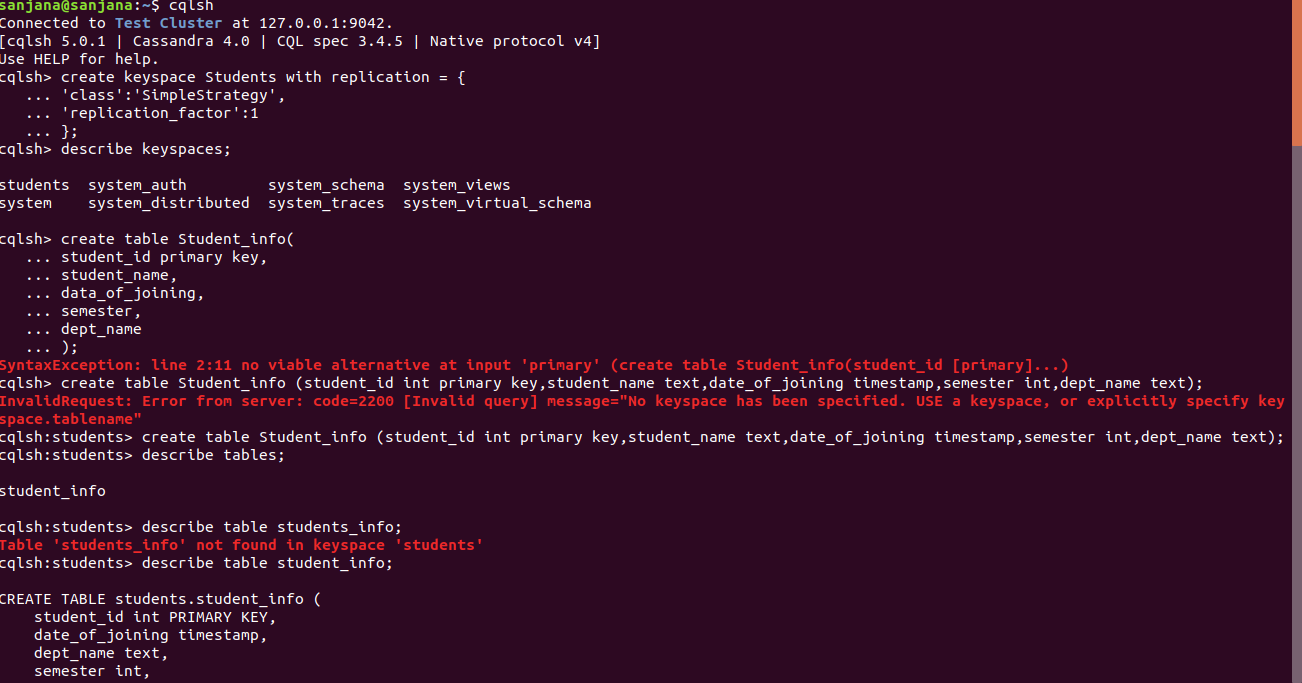 sanjana@sanjana:~$ cqlsh
Connected to Test Cluster at 127.0.0.1:9042.
[cqlsh 5.0.1 | Cassandra 4.0 | CQL spec 3.4.5 | Native protocol v4]
Use HELP for help.
cqlsh> create keyspace Students with replication = {
   ... 'class':'SimpleStrategy',
   ... 'replication_factor':1
   ... };
cqlsh> describe keyspaces;
students  system_auth         system_schema  system_views
system    system_distributed  system_traces  system_virtual_schema
cqlsh> create table Student_info(
   ... student_id primary key,
   ... student_name,
   ... data_of_joining,
   ... semester,
   ... dept_name
   ... );
SyntaxException: line 2:11 no viable alternative at input 'primary' (create table Student_info(student_id [primary]...)
cqlsh> create table Student_info (student_id int primary key,student_name text,date_of_joining timestamp,semester int,dept_name text);
InvalidRequest: Error from server: code=2200 [Invalid query] message="No keyspace has been specified. USE a keyspace, or explicitly specify key
space.tablename"
cqlsh:students> create table Student_info (student_id int primary key,student_name text,date_of_joining timestamp,semester int,dept_name text);
cqlsh:students> describe tables;
student_info
cqlsh:students> describe table students_info;
Table 'students_info' not found in keyspace 'students'
cqlsh:students> describe table student_info;
CREATE TABLE students.student_info (
    student_id int PRIMARY KEY,
    date_of_joining timestamp,
    dept_name text,
    semester int,